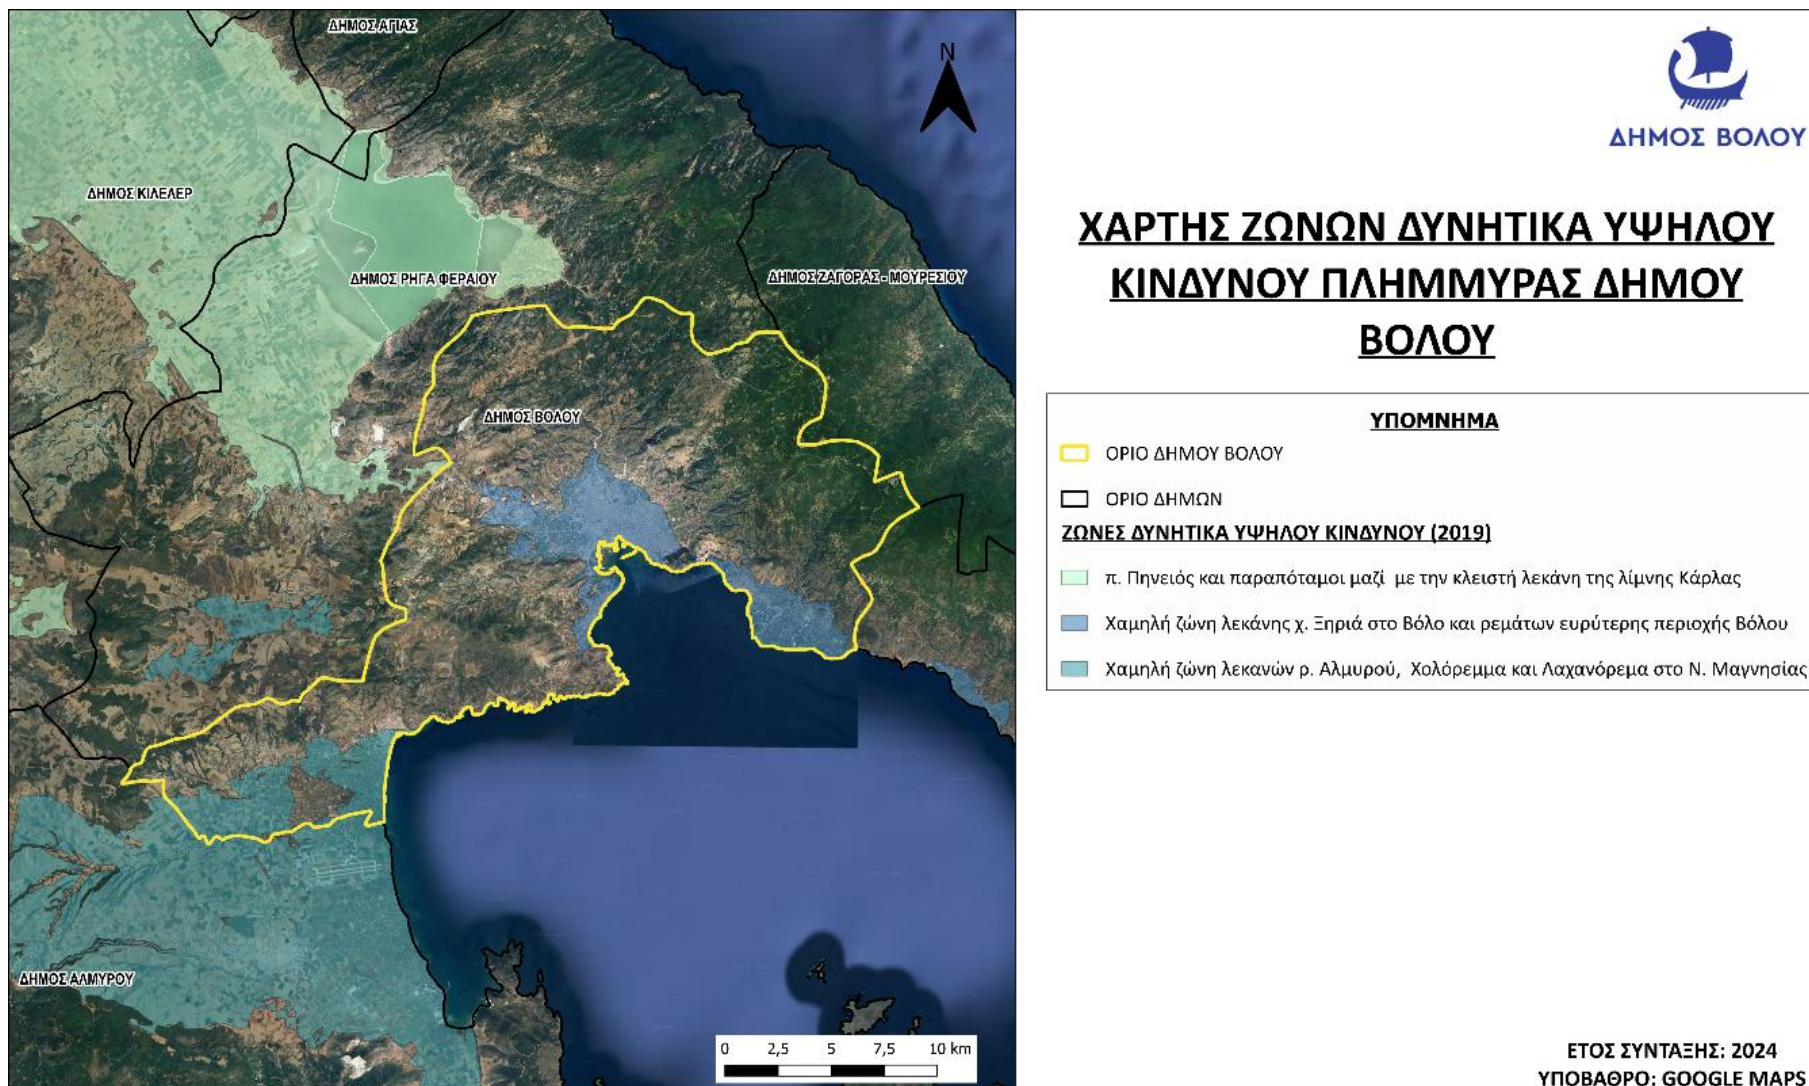 ΔΗΜΟΣ ΑΓΙΑΣ
N
ΔΗΜΟΣ ΚΙΛΕΛΕΡ
ΔΗΜΟΣ ΡΗΓΑ ΦΕΡΑΙΟΥ
ΔΗΜΟΣ ΖΑΓΟΡΑΣ - ΜΟΥΡΕΣΙΟΥ
ΔΗΜΟΣ ΒΟΛΟΥ
ΔΗΜΟΣ ΑΛΜΥΡΟΥ
0 2,5 5 7,5 10 km
ΔΗΜΟΣ ΒΟΛΟΥ
ΧΑΡΤΗΣ ΖΩΝΩΝ ΔΥΝΗΤΙΚΑ ΥΨΗΛΟΥ
ΚΙΝΔΥΝΟΥ ΠΛΗΜΜΥΡΑΣ ΔΗΜΟΥ
ΒΟΛΟΥ
ΥΠΟΜΝΗΜΑ
ΟΡΙΟ ΔΗΜΟΥ ΒΟΛΟΥ
ΟΡΙΟ ΔΗΜΩΝ
ΖΩΝΕΣ ΔΥΝΗΤΙΚΑ ΥΨΗΛΟΥ ΚΙΝΔΥΝΟΥ (2019)
π. Πηνειός και παραπόταμοι μαζί με την κλειστή λεκάνη της λίμνης Κάρλας
Χαμηλή ζώνη λεκάνης χ. Ξηριά στο Βόλο και ρεμάτων ευρύτερης περιοχής Βόλου
Χαμηλή ζώνη λεκανών ρ. Αλμυρού, Χολόρεμμα και Λαχανόρεμα στο Ν. Μαγνησίας
ΕΤΟΣ ΣΥΝΤΑΞΗΣ: 2024
ΥΠΟΒΑΘΡΟ: GOOGLE MAPS